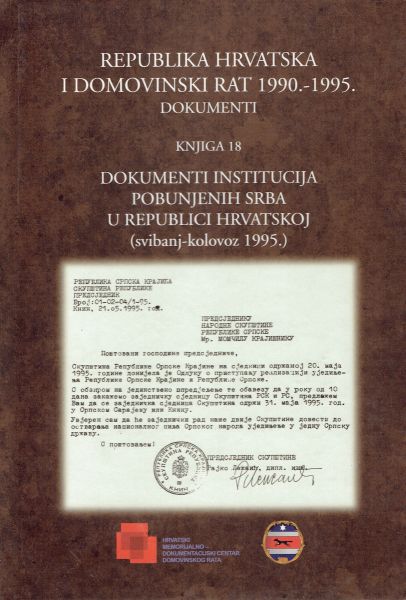 REPUBLIKA HRVATSKA
I DOMOVINSKI RAT 1990.-1995.
DOKUMENTI
KNJIGA 18
DOKUMENTI INSTITUCIJA
POBUNJENIH SRBA
U REPUBLICI HRVATSKOJ
(svibanj-kolovoz 1995.)
РЕПУБЛИКА СРПСКА КРАЈИНА
СКУПШТИНА РЕПУБЛИКЕ
ПРЕДСЈЕДНИК
Број:01-02-04/1-95.
Книн, 21.05.1995. год.
ПРЕДСЈЕДНИКУ
НАРОДНЕ СКУПШТИНЕ
РЕПУБЛИКЕ СРПСКЕ
Мр. МОМЧИЛУ КРАЈИШНИКУ
Поштовани господине предсједниче,
Скупштина Републике Српске Крајине на сједници одржаној 20. маја
1995. године донијела је Одлуку о приступању реализацији уједиње-
ња Републике Српске Крајине и Републике Српске.
С обзиром на јединствено опредјељење те обавезу да у року од 10
дана закажемо заједничку сједницу Скупштина РСК и РС, предлажем
Вам да се заједничка сједница Скупштина одржи 31. маја 1995. год.
у Српском Сарајеву или Книну.
Увјерен сам да ће заједнички рад наше двије Скупштине довести до
остварања националног циља Српског народа уједињење у једну Српску
државу.
С поштовањем!
ПРЕДСЈЕДНИК СКУПШТИНЕ
Рајко Лежајић, дипл. инг.
КНИН
HRVATSKI
MEMORIJALNO –
DOKUMENTACIJSKI CENTAR
DOMOVINSKOG RATA